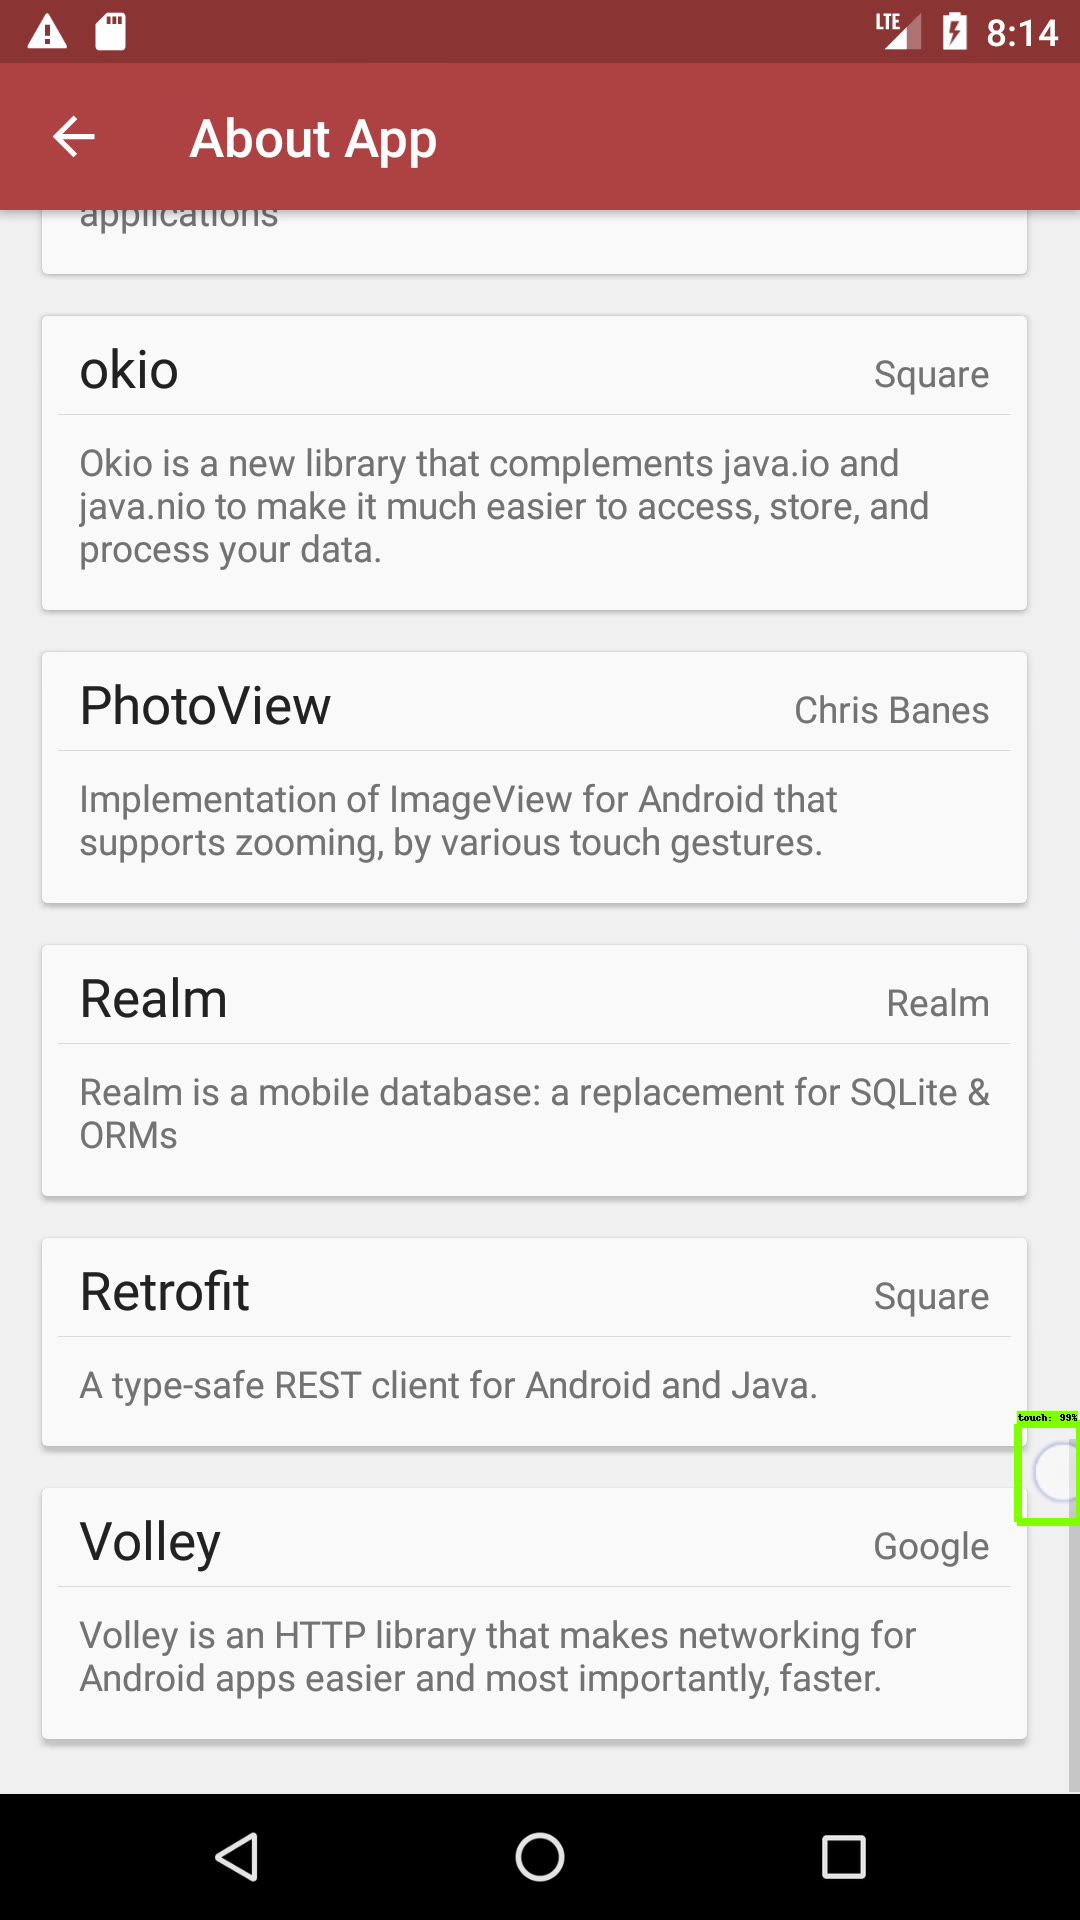 LTE 8:14
About App
applications
okio Square
Okio is a new library that complements java.io and
java.nio to make it much easier to access, store, and
process your data.
PhotoView Chris Banes
Implementation of ImageView for Android that
supports zooming, by various touch gestures.
Realm Realm
Realm is a mobile database: a replacement for SQLite &
ORMs
Retrofit Square
A type-safe REST client for Android and Java.
touch: 99%
Volley Google
Volley is an HTTP library that makes networking for
Android apps easier and most importantly, faster.